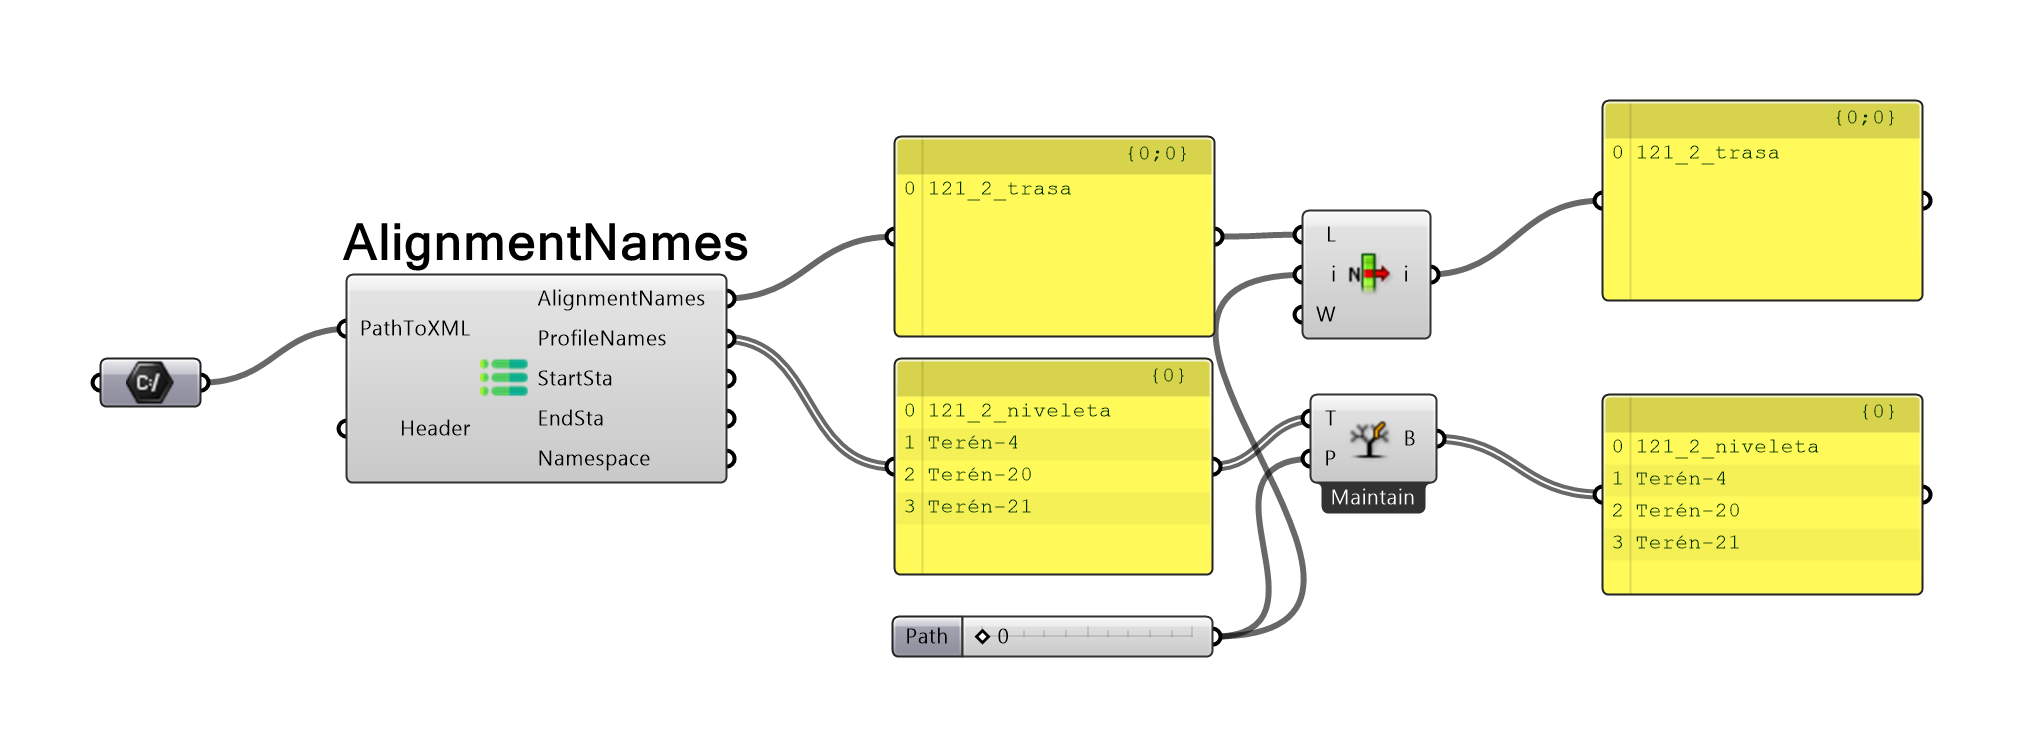 AlignmentNames
C:/
PathToXML
Header
AlignmentNames
ProfileNames
StartSta
EndSta
Namespace
{0;0}
0 121_2_trasa
{0}
0 121_2_niveleta
1 Terén-4
2 Terén-20
3 Terén-21
Path
0
L
i
W
N
i
T
P
B
Maintain
{0;0}
0 121_2_trasa
{0}
0 121_2_niveleta
1 Terén-4
2 Terén-20
3 Terén-21